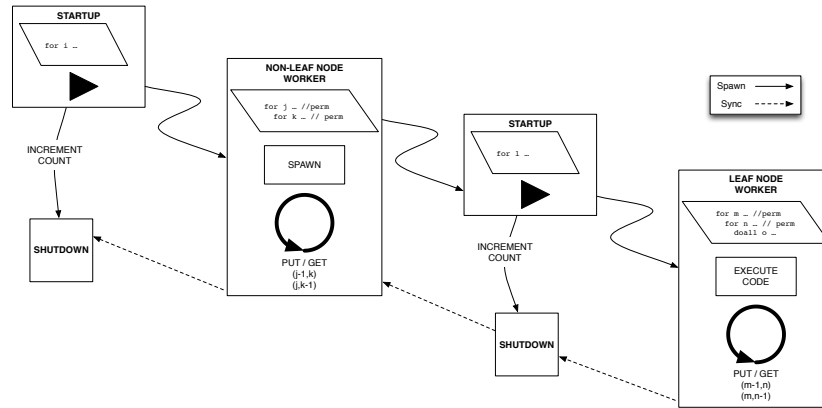 STARTUP
for i …
INCREMENT
COUNT
SHUTDOWN
NON-LEAF NODE
WORKER
for j … //perm
for k … // perm
SPAWN
PUT / GET
(j-1,k)
(j,k-1)
STARTUP
for l …
INCREMENT
COUNT
SHUTDOWN
Spawn
Sync
LEAF NODE
WORKER
for m … //perm
for n … // perm
doall o …
EXECUTE
CODE
PUT / GET
(m-1,n)
(m,n-1)